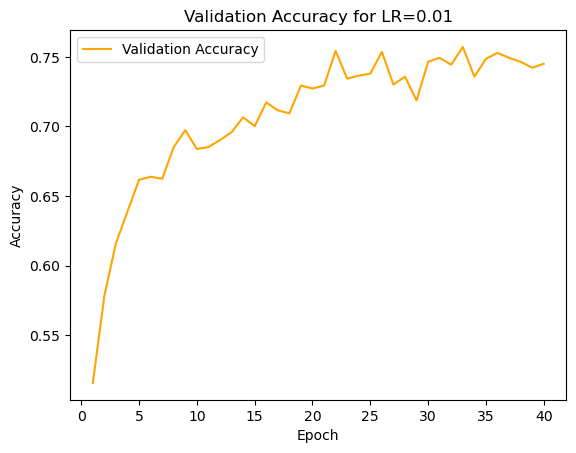 Validation Accuracy for LR=0.01
Validation Accuracy
0.75
0.70
0.65
0.60
0.55
Accuracy
0 5 10 15 20 25 30 35 40
Epoch